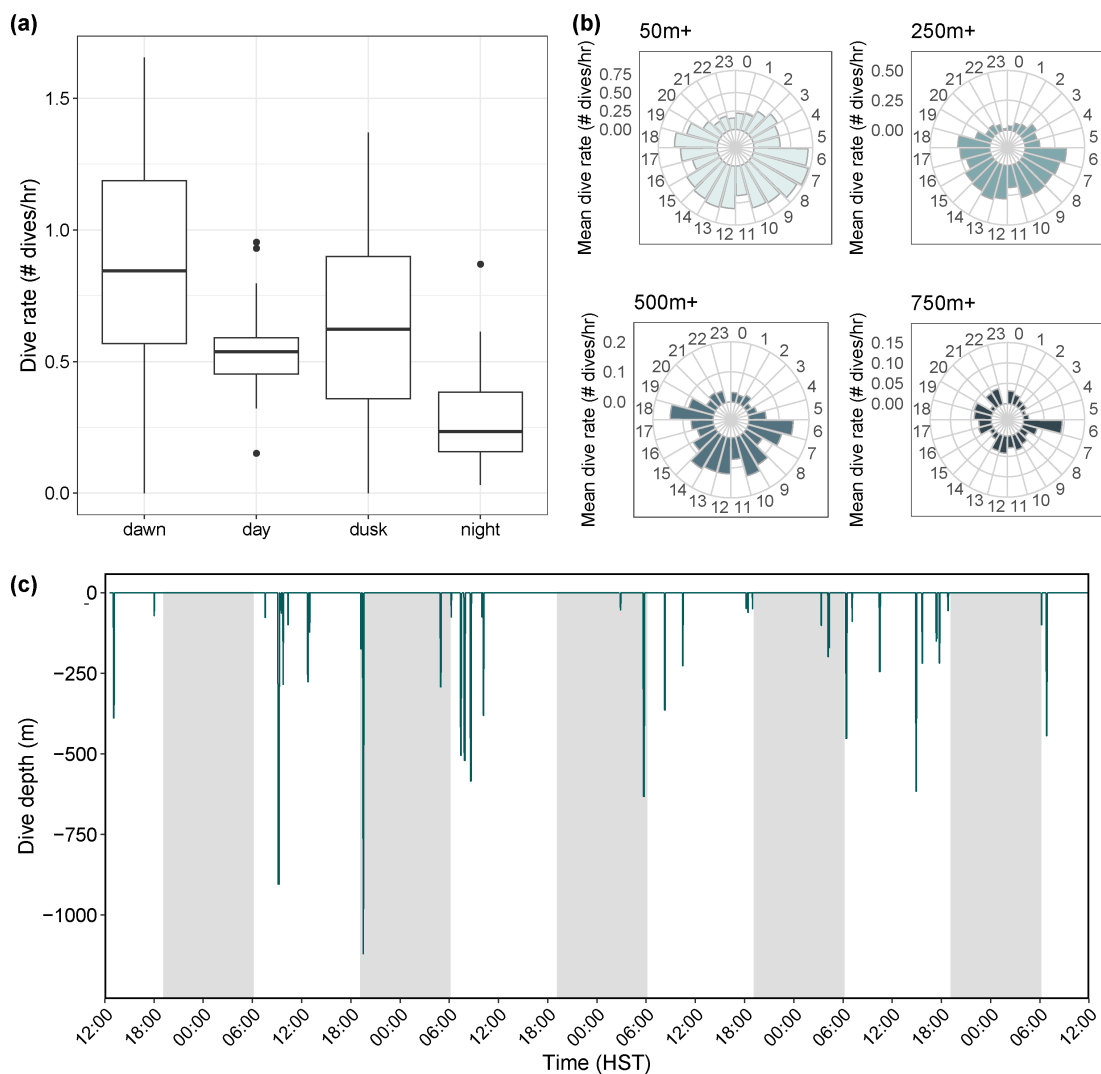 (a)
Dive rate (# dives/hr)
1.5
1.0
0.5
0.0
dawn day dusk night
(b)
50m+
Mean dive rate (# dives/hr)
0.75
0.50
0.25
0.00
0 1 2 3 4 5 6 7 8 9 10 11 12 13 14 15 16 17 18 19 20 21 22 23
250m+
Mean dive rate (# dives/hr)
0.50
0.25
0.00
0 1 2 3 4 5 6 7 8 9 10 11 12 13 14 15 16 17 18 19 20 21 22 23
500m+
Mean dive rate (# dives/hr)
0.2
0.1
0.0
0 1 2 3 4 5 6 7 8 9 10 11 12 13 14 15 16 17 18 19 20 21 22 23
750m+
Mean dive rate (# dives/hr)
0.15
0.10
0.05
0.00
0 1 2 3 4 5 6 7 8 9 10 11 12 13 14 15 16 17 18 19 20 21 22 23
(c)
Dive depth (m)
0
−250
−500
−750
−1000
12:00 18:00 00:00 06:00 12:00 18:00 00:00 06:00 12:00 18:00 00:00 06:00 12:00 18:00 00:00 06:00 12:00 18:00 00:00 06:00 12:00
Time (HST)